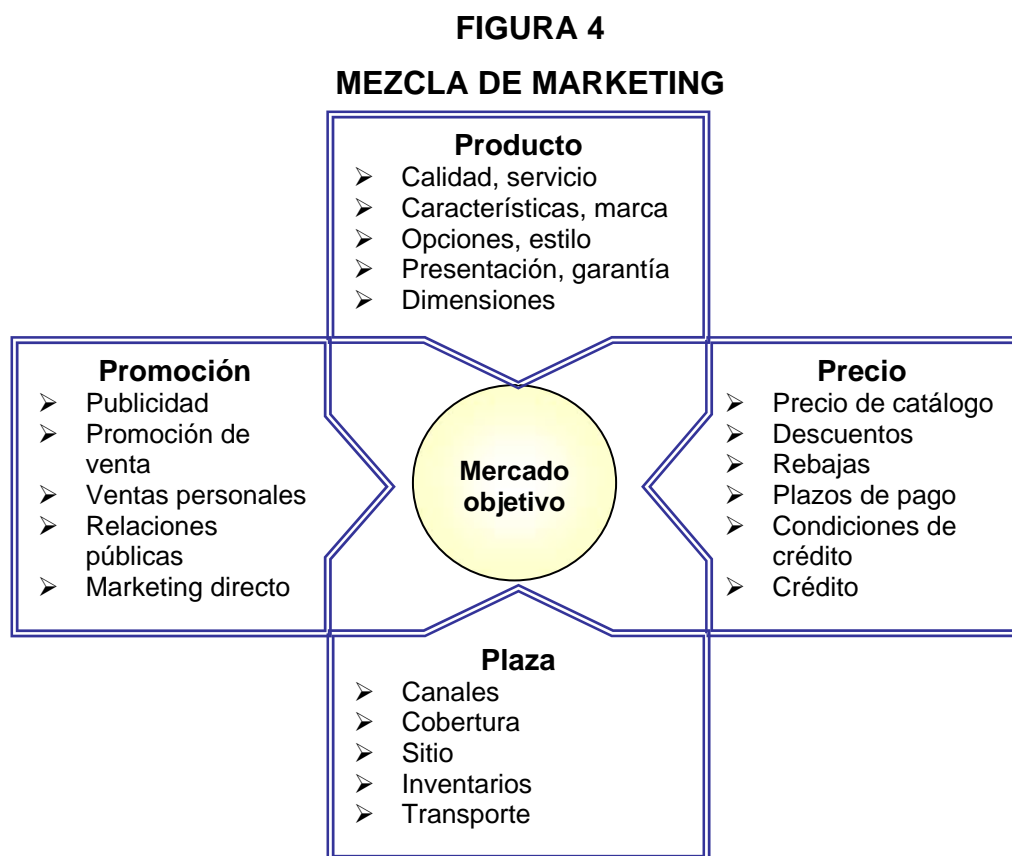 FIGURA 4
MEZCLA DE MARKETING
Producto
➢ Calidad, servicio
➢ Características, marca
➢ Opciones, estilo
➢ Presentación, garantía
➢ Dimensiones
Promoción
➢ Publicidad
➢ Promoción de
venta
➢ Ventas personales
➢ Relaciones
públicas
➢ Marketing directo
Mercado
objetivo
Precio
➢ Precio de catálogo
➢ Descuentos
➢ Rebajas
➢ Plazos de pago
➢ Condiciones de
crédito
➢ Crédito
Plaza
➢ Canales
➢ Cobertura
➢ Sitio
➢ Inventarios
➢ Transporte